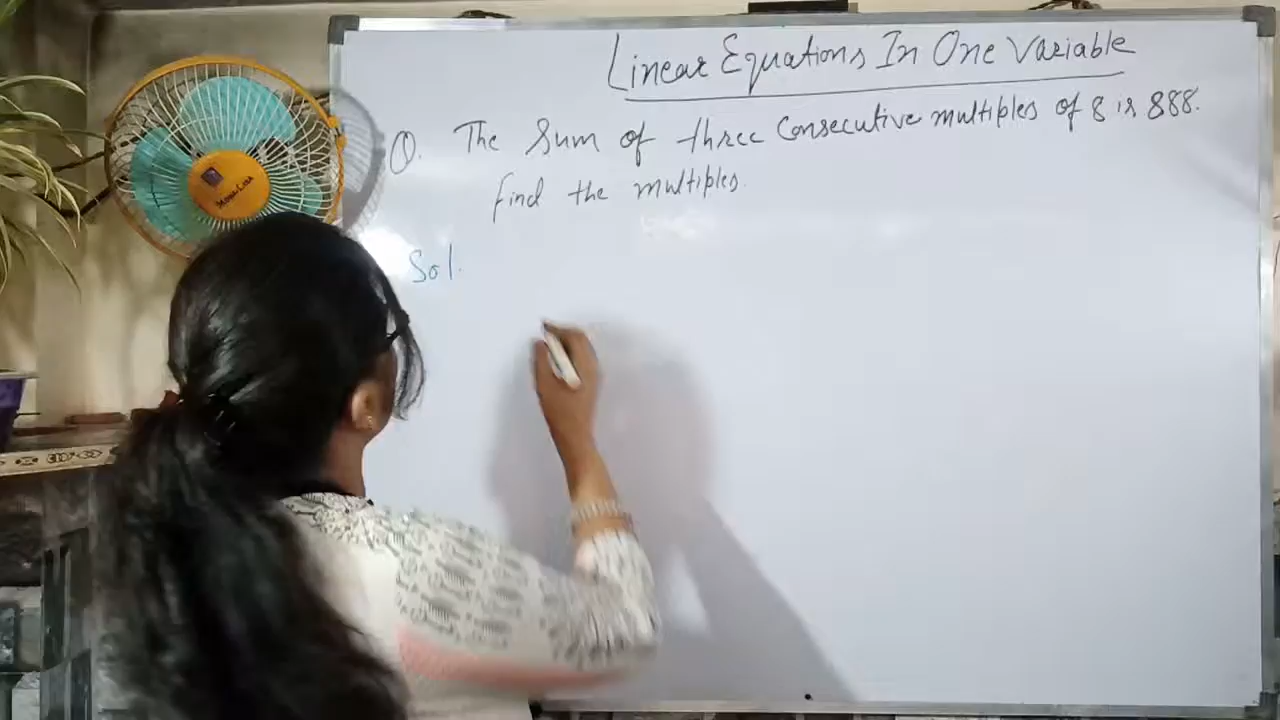 Linear Equations In One Variable
Q. The Sum of three Consecutive multiples of 8 is 888.
find the multiples.
Sol.